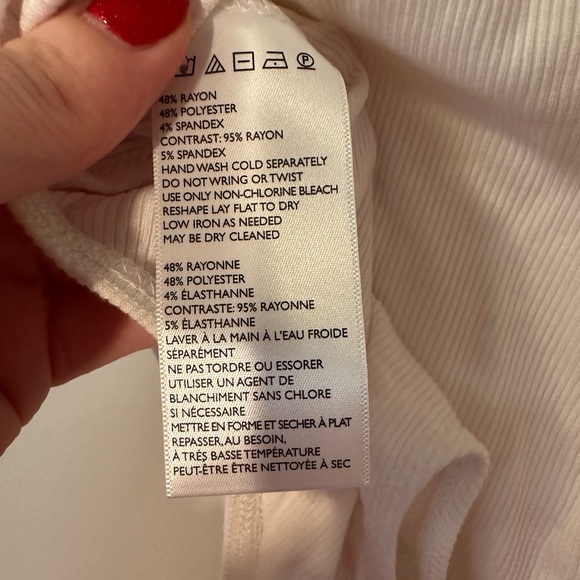 P
48% RAYON
48% POLYESTER
4% SPANDEX
CONTRAST: 95% RAYON
5% SPANDEX
HAND WASH COLD SEPARATELY
DO NOT WRING OR TWIST
USE ONLY NON-CHLORINE BLEACH
RESHAPE LAY FLAT TO DRY
LOW IRON AS NEEDED
MAY BE DRY CLEANED
48% RAYONNE
48% POLYESTER
4% ÉLASTHANNE
CONTRASTE: 95% RAYONNE
5% ÉLASTHANNE
LAVER À LA MAIN À L'EAU FROIDE
SÉPARÉMENT
NE PAS TORDRE OU ESSORER
UTILISER UN AGENT DE
BLANCHIMENT SANS CHLORE
SI NÉCESSAIRE
METTRE EN FORME ET SECHER À PLAT
REPASSER, AU BESOIN,
À TRÉS BASSE TEMPÉRATURE
PEUT-ÊTRE ÊTRE NETTOYÉE À SEC